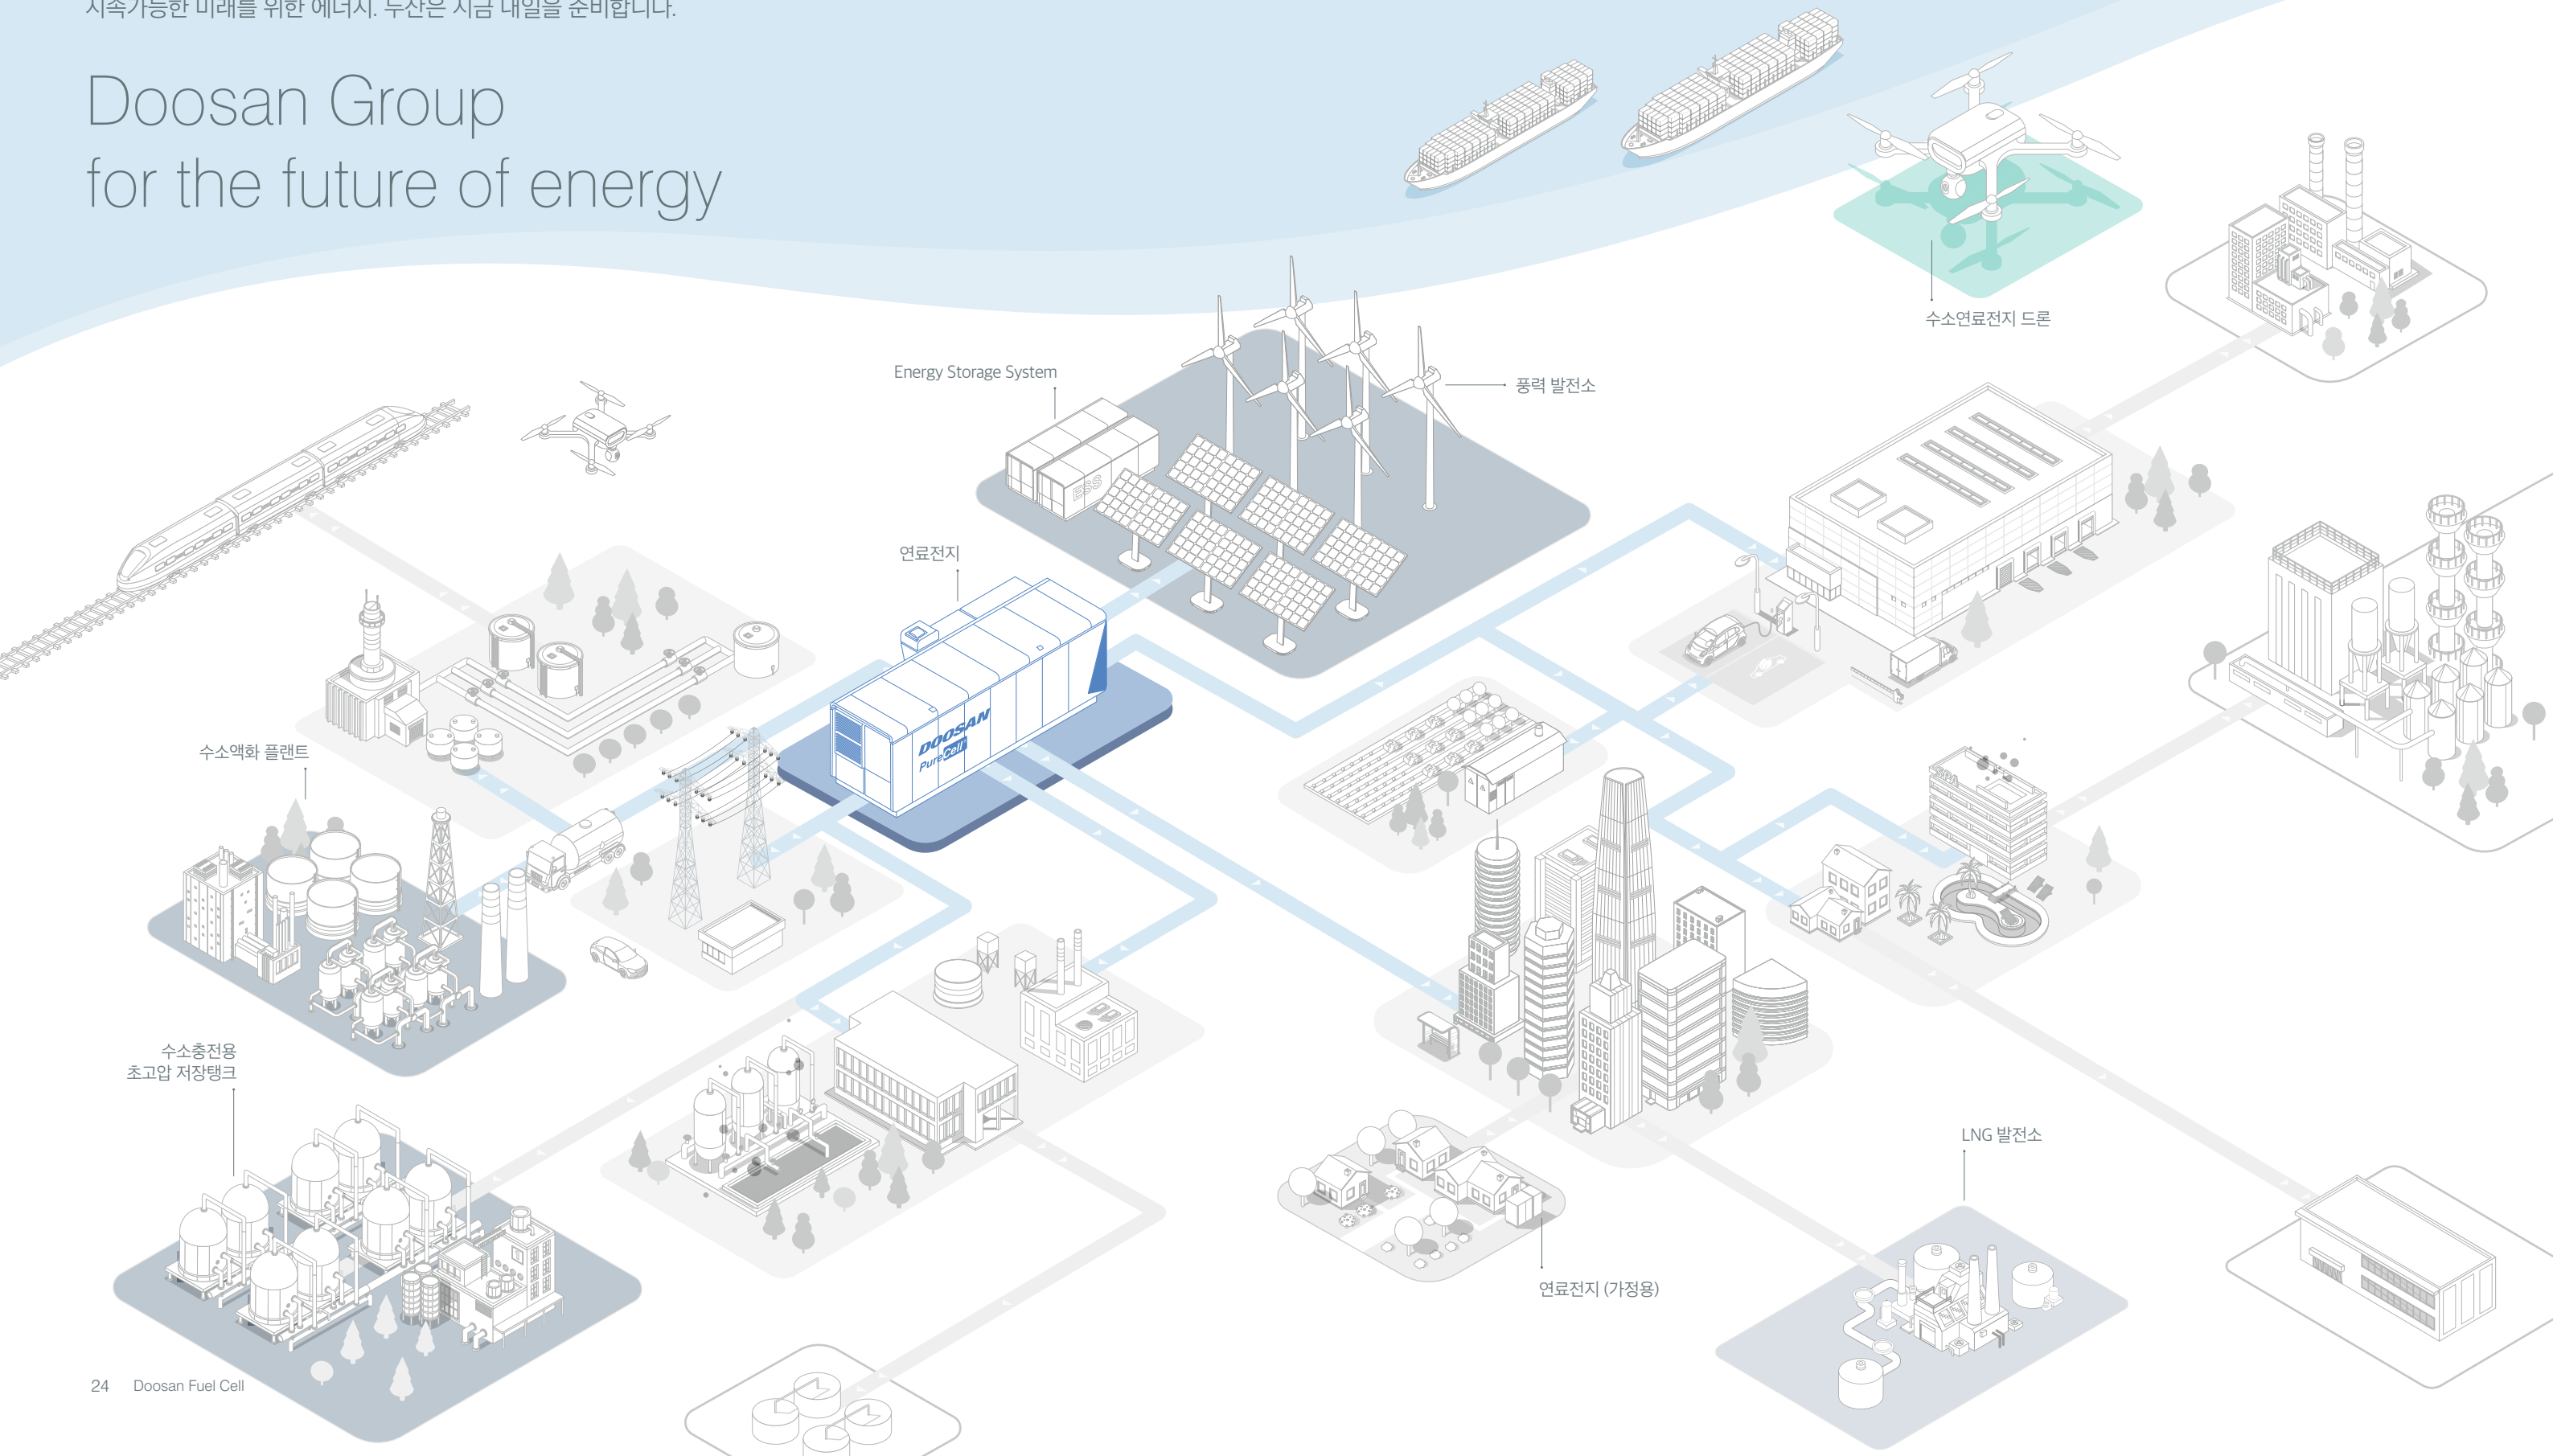 지속가능한 미래를 위한 에너지. 두산은 지금 내일을 준비합니다.
Doosan Group
for the future of energy
수소연료전지 드론
Energy Storage System
풍력 발전소
ESS
연료전지
DOOSAN
PureCell
수소액화 플랜트
SPA
수소충전용
초고압 저장탱크
LNG 발전소
연료전지 (가정용)
24 Doosan Fuel Cell